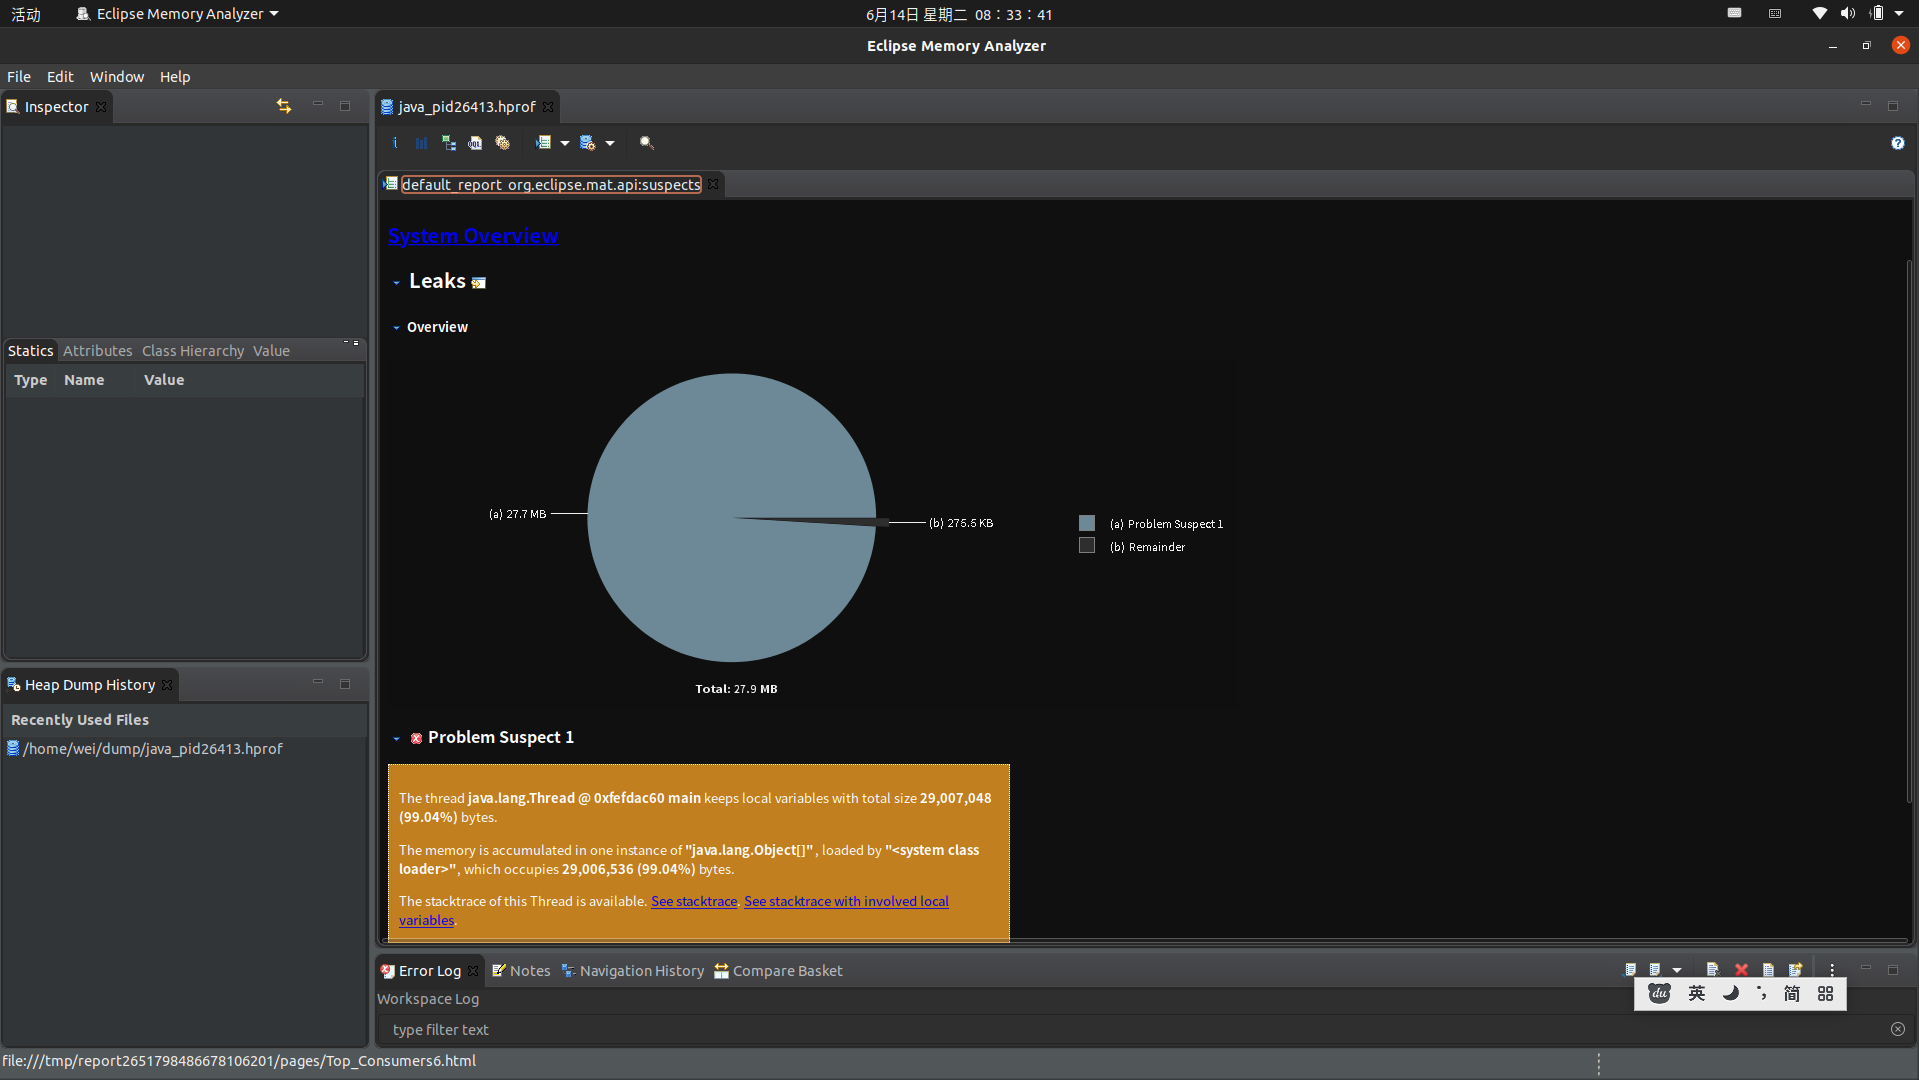 活动
Eclipse Memory Analyzer
6月14日 星期二 08：33：41
Eclipse Memory Analyzer
File Edit Window Help
Inspector
java_pid26413.hprof
default_report org.eclipse.mat.api:suspects
System Overview
Leaks
Overview
Statics Attributes Class Hierarchy Value
Type Name Value
(a) 27.7 MB
(b) 275.5 KB
(a) Problem Suspect 1
(b) Remainder
Total: 27.9 MB
Heap Dump History
Recently Used Files
/home/wei/dump/java_pid26413.hprof
Problem Suspect 1
The thread java.lang.Thread @ 0xfefdac60 main keeps local variables with total size 29,007,048
(99.04%) bytes.
The memory is accumulated in one instance of "java.lang.Object[]", loaded by "<system class
loader>", which occupies 29,006,536 (99.04%) bytes.
The stacktrace of this Thread is available. See stacktrace. See stacktrace with involved local
variables.
Error Log Notes Navigation History Compare Basket
Workspace Log
du 英 简
type filter text
file:///tmp/report2651798486678106201/pages/Top_Consumers6.html